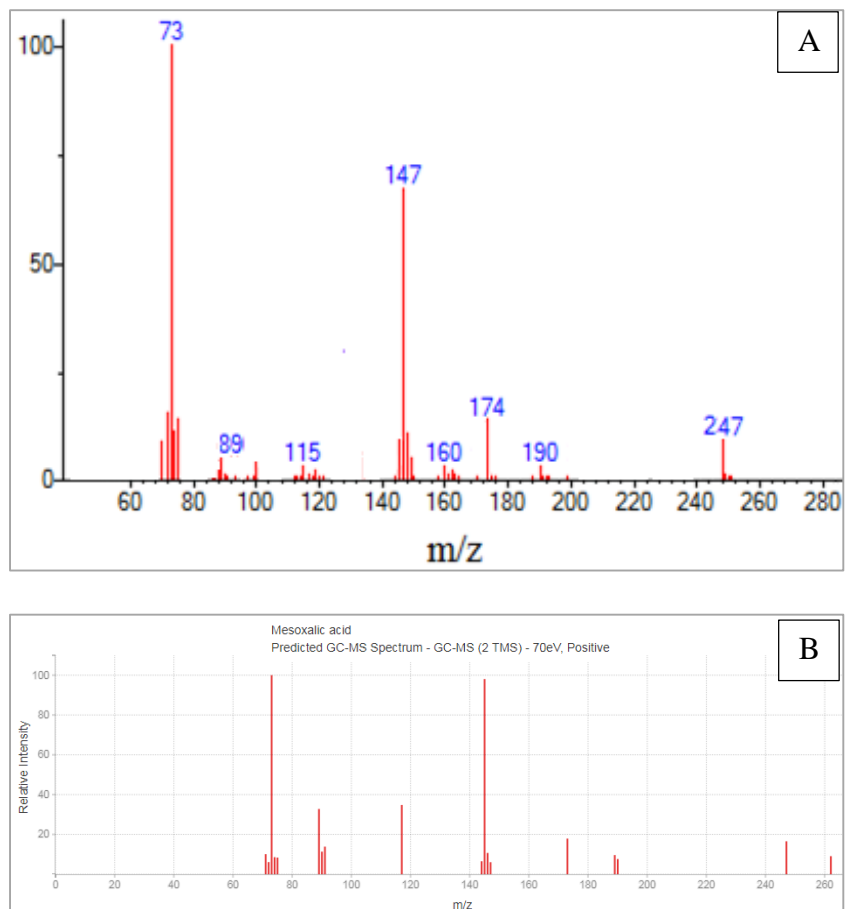 A
100
50
0
73
147
89
115
160
174
190
247
60 80 100 120 140 160 180 200 220 240 260 280
m/z
B
Mesoxalic acid
Predicted GC-MS Spectrum - GC-MS (2 TMS) - 70eV, Positive
Relative Intensity
100
80
60
40
20
0 20 40 60 80 100 120 140 160 180 200 220 240 260
m/z